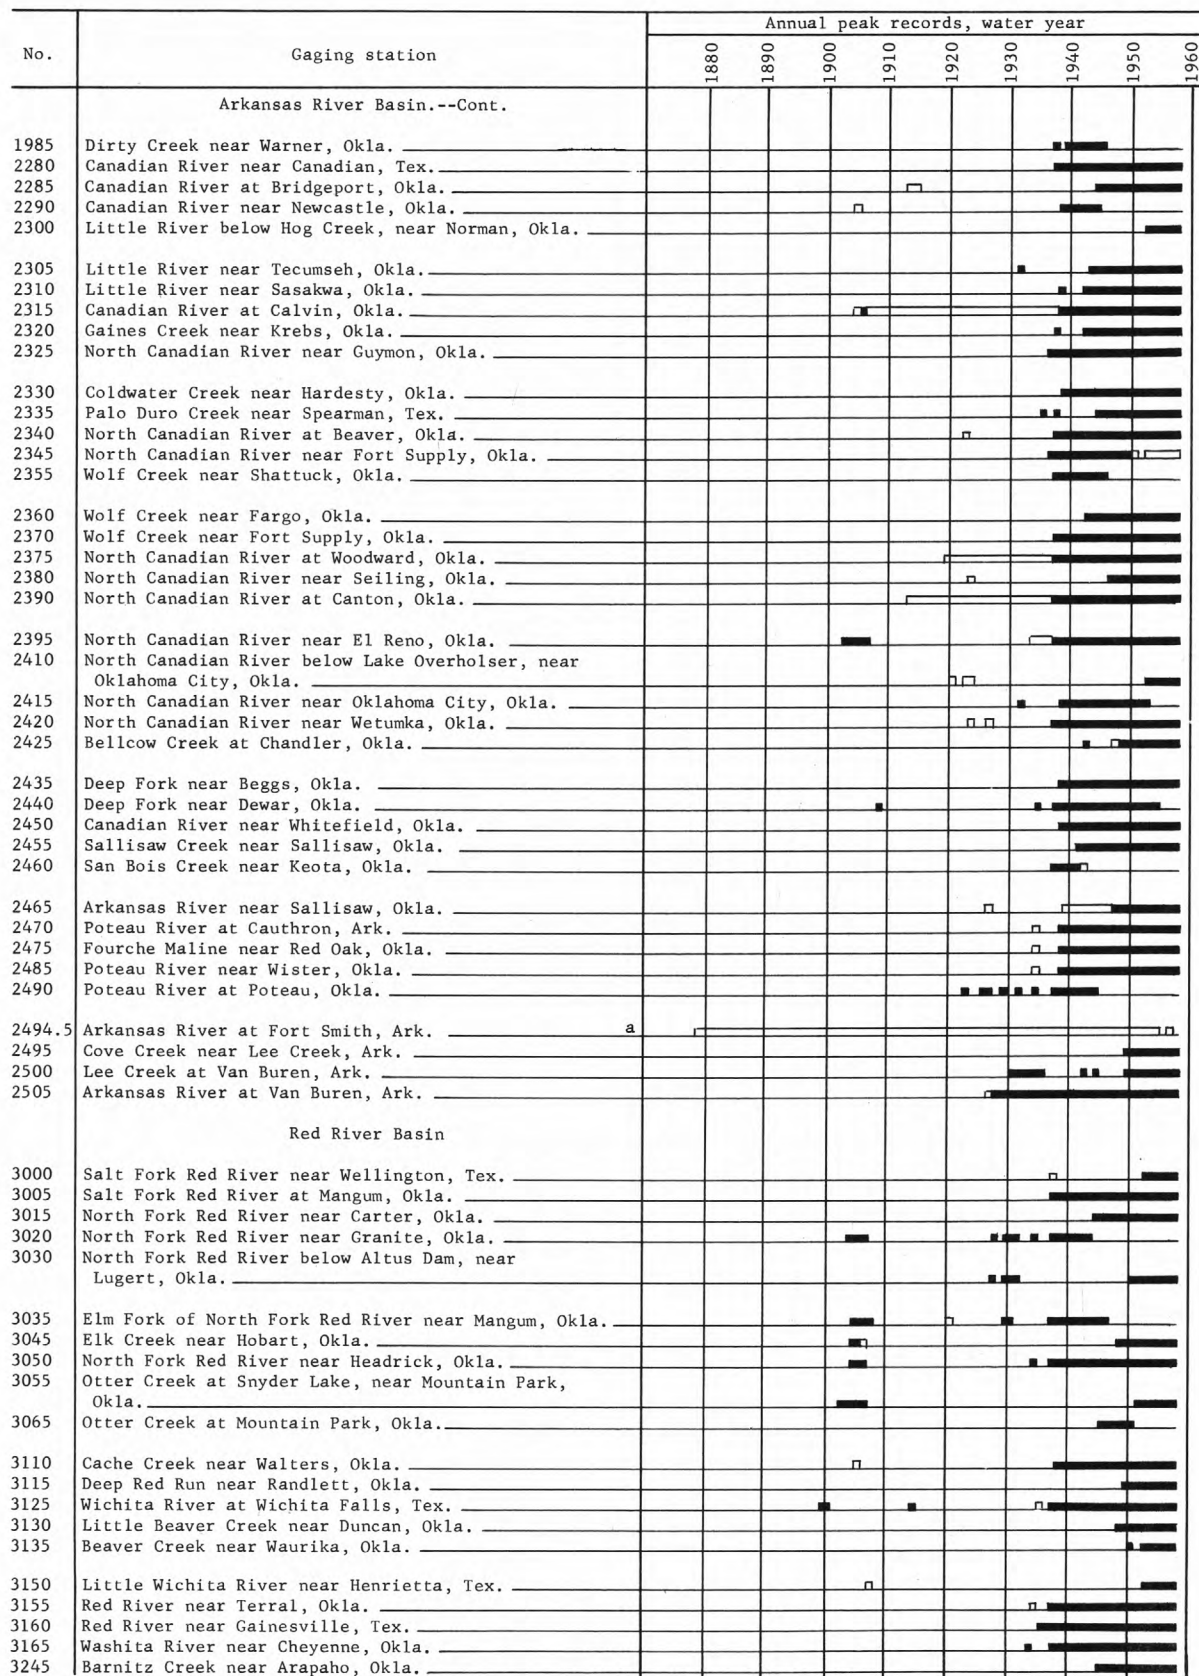 No.
Gaging station
Annual peak records, water year
1880 1890 1900 1910 1920 1930 1940 1950 1960
Arkansas River Basin.--Cont.
1985 Dirty Creek near Warner, Okla.
2280 Canadian River near Canadian, Tex.
2285 Canadian River at Bridgeport, Okla.
2290 Canadian River near Newcastle, Okla.
2300 Little River below Hog Creek, near Norman, Okla.
2305 Little River near Tecumseh, Okla.
2310 Little River near Sasakwa, Okla.
2315 Canadian River at Calvin, Okla.
2320 Gaines Creek near Krebs, Okla.
2325 North Canadian River near Guymon, Okla.
2330 Coldwater Creek near Hardesty, Okla.
2335 Palo Duro Creek near Spearman, Tex.
2340 North Canadian River at Beaver, Okla.
2345 North Canadian River near Fort Supply, Okla.
2355 Wolf Creek near Shattuck, Okla.
2360 Wolf Creek near Fargo, Okla.
2370 Wolf Creek near Fort Supply, Okla.
2375 North Canadian River at Woodward, Okla.
2380 North Canadian River near Seiling, Okla.
2390 North Canadian River at Canton, Okla.
2395 North Canadian River near El Reno, Okla.
2410 North Canadian River below Lake Overholser, near
Oklahoma City, Okla.
2415 North Canadian River near Oklahoma City, Okla.
2420 North Canadian River near Wetumka, Okla.
2425 Bellcow Creek at Chandler, Okla.
2435 Deep Fork near Beggs, Okla.
2440 Deep Fork near Dewar, Okla.
2450 Canadian River near Whitefield, Okla.
2455 Sallisaw Creek near Sallisaw, Okla.
2460 San Bois Creek near Keota, Okla.
2465 Arkansas River near Sallisaw, Okla.
2470 Poteau River at Cauthron, Ark.
2475 Fourche Maline near Red Oak, Okla.
2485 Poteau River near Wister, Okla.
2490 Poteau River at Poteau, Okla.
2494.5 Arkansas River at Fort Smith, Ark. a
2495 Cove Creek near Lee Creek, Ark.
2500 Lee Creek at Van Buren, Ark.
2505 Arkansas River at Van Buren, Ark.
Red River Basin
3000 Salt Fork Red River near Wellington, Tex.
3005 Salt Fork Red River at Mangum, Okla.
3015 North Fork Red River near Carter, Okla.
3020 North Fork Red River near Granite, Okla.
3030 North Fork Red River below Altus Dam, near
Lugert, Okla.
3035 Elm Fork of North Fork Red River near Mangum, Okla.
3045 Elk Creek near Hobart, Okla.
3050 North Fork Red River near Headrick, Okla.
3055 Otter Creek at Snyder Lake, near Mountain Park,
Okla.
3065 Otter Creek at Mountain Park, Okla.
3110 Cache Creek near Walters, Okla.
3115 Deep Red Run near Randlett, Okla.
3125 Wichita River at Wichita Falls, Tex.
3130 Little Beaver Creek near Duncan, Okla.
3135 Beaver Creek near Waurika, Okla.
3150 Little Wichita River near Henrietta, Tex.
3155 Red River near Terral, Okla.
3160 Red River near Gainesville, Tex.
3165 Washita River near Cheyenne, Okla.
3245 Barnitz Creek near Arapaho, Okla.